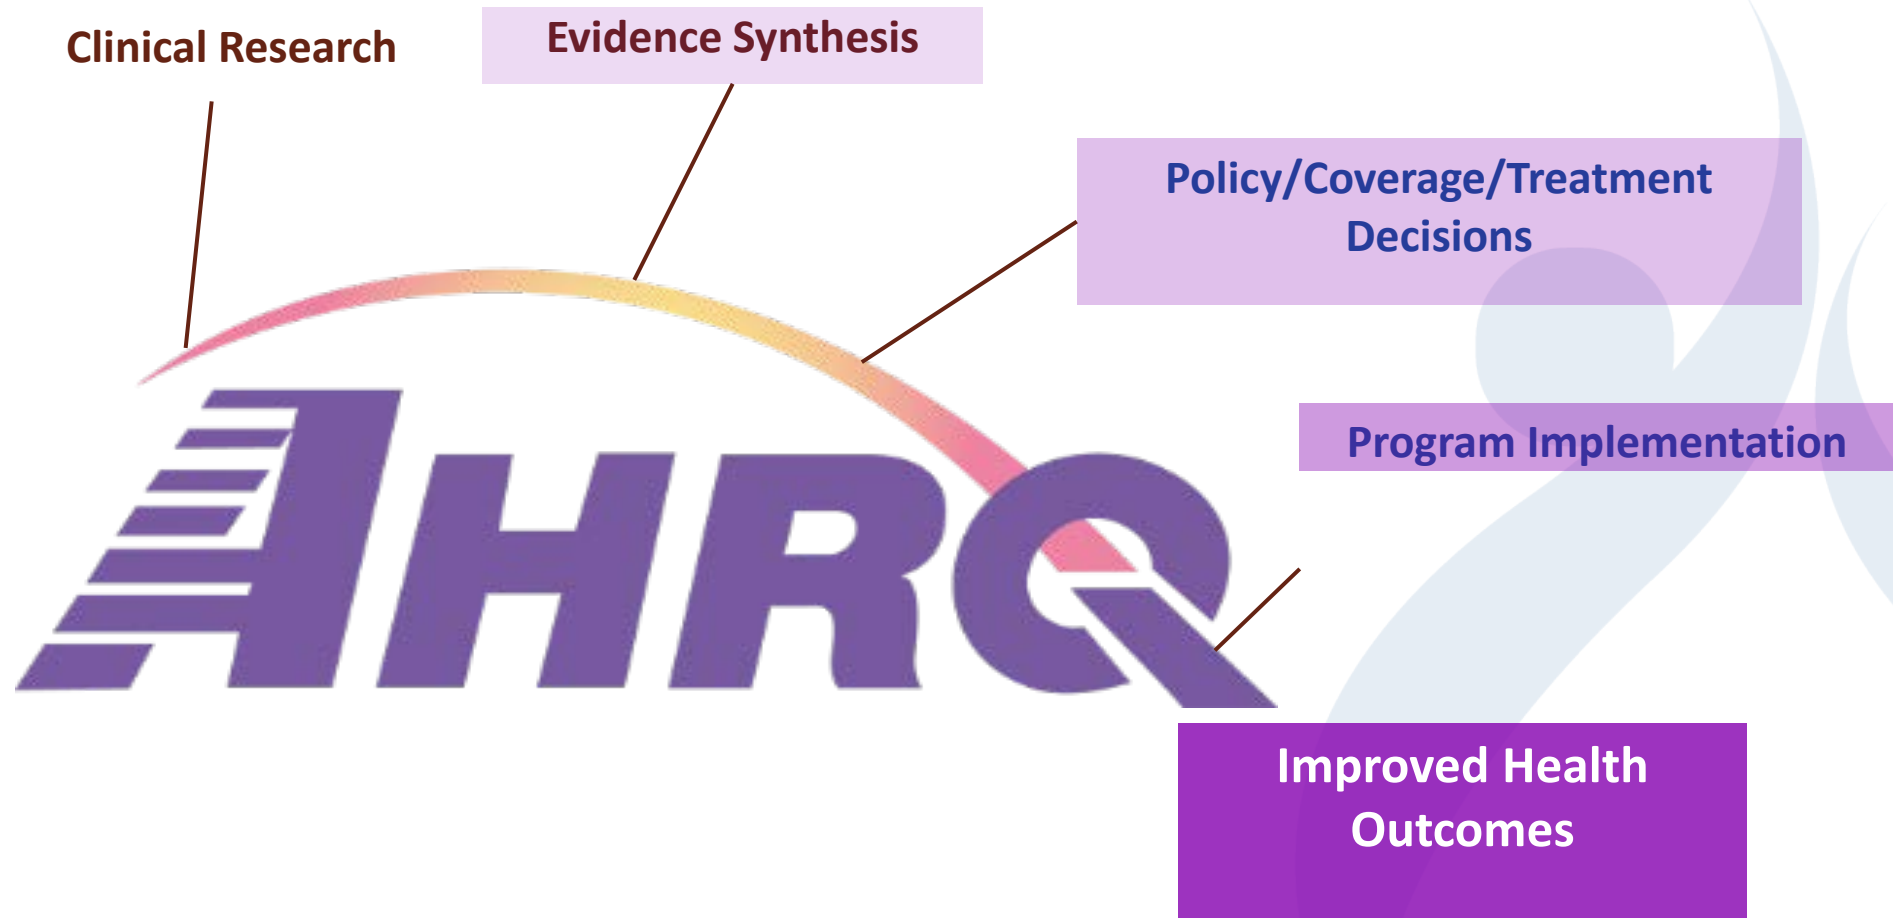 Clinical Research
Evidence Synthesis
Policy/Coverage/Treatment
Decisions
Program Implementation
AHRQ
Improved Health
Outcomes